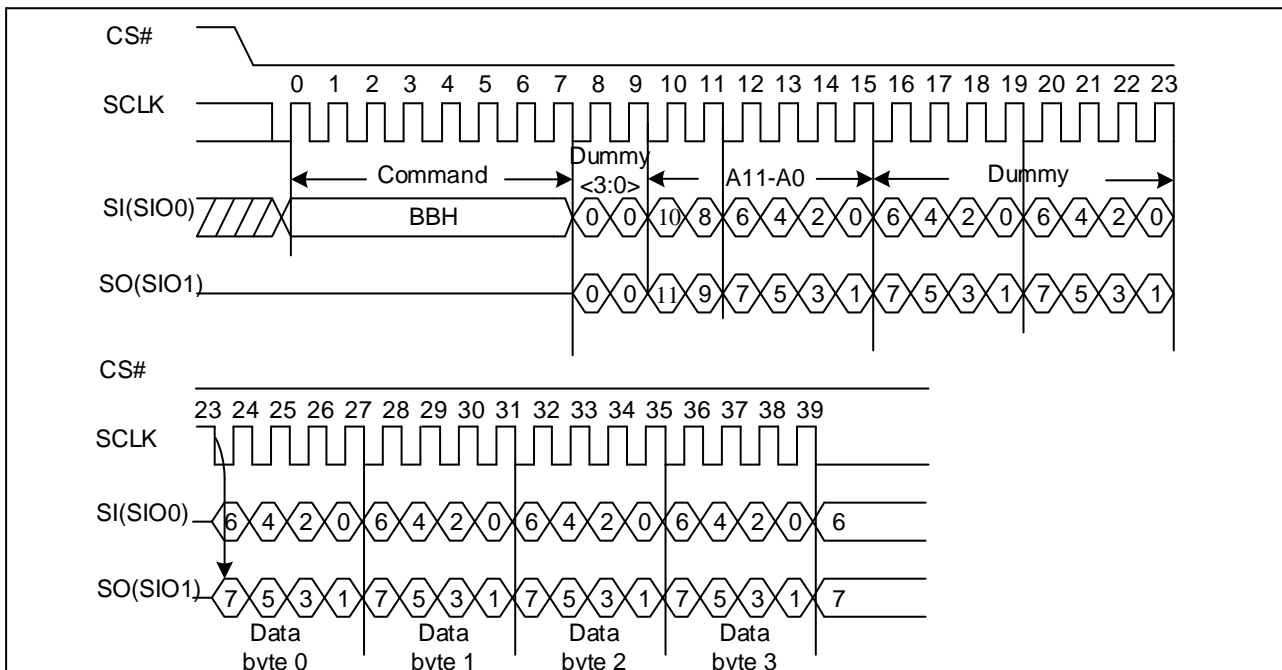 CS#
0 1 2 3 4 5 6 7 8 9 10 11 12 13 14 15 16 17 18 19 20 21 22 23
SCLK
Dummy
<3:0>
Command A11-A0 Dummy
SI(SIO0) BBH 0 0 10 8 6 4 2 0 6 4 2 0 6 4 2 0
SO(SIO1) 0 0 11 9 7 5 3 1 7 5 3 1 7 5 3 1
CS#
23 24 25 26 27 28 29 30 31 32 33 34 35 36 37 38 39
SCLK
SI(SIO0) 6 4 2 0 6 4 2 0 6 4 2 0 6 4 2 0 6
SO(SIO1) 7 5 3 1 7 5 3 1 7 5 3 1 7 5 3 1 7
Data Data Data Data
byte 0 byte 1 byte 2 byte 3